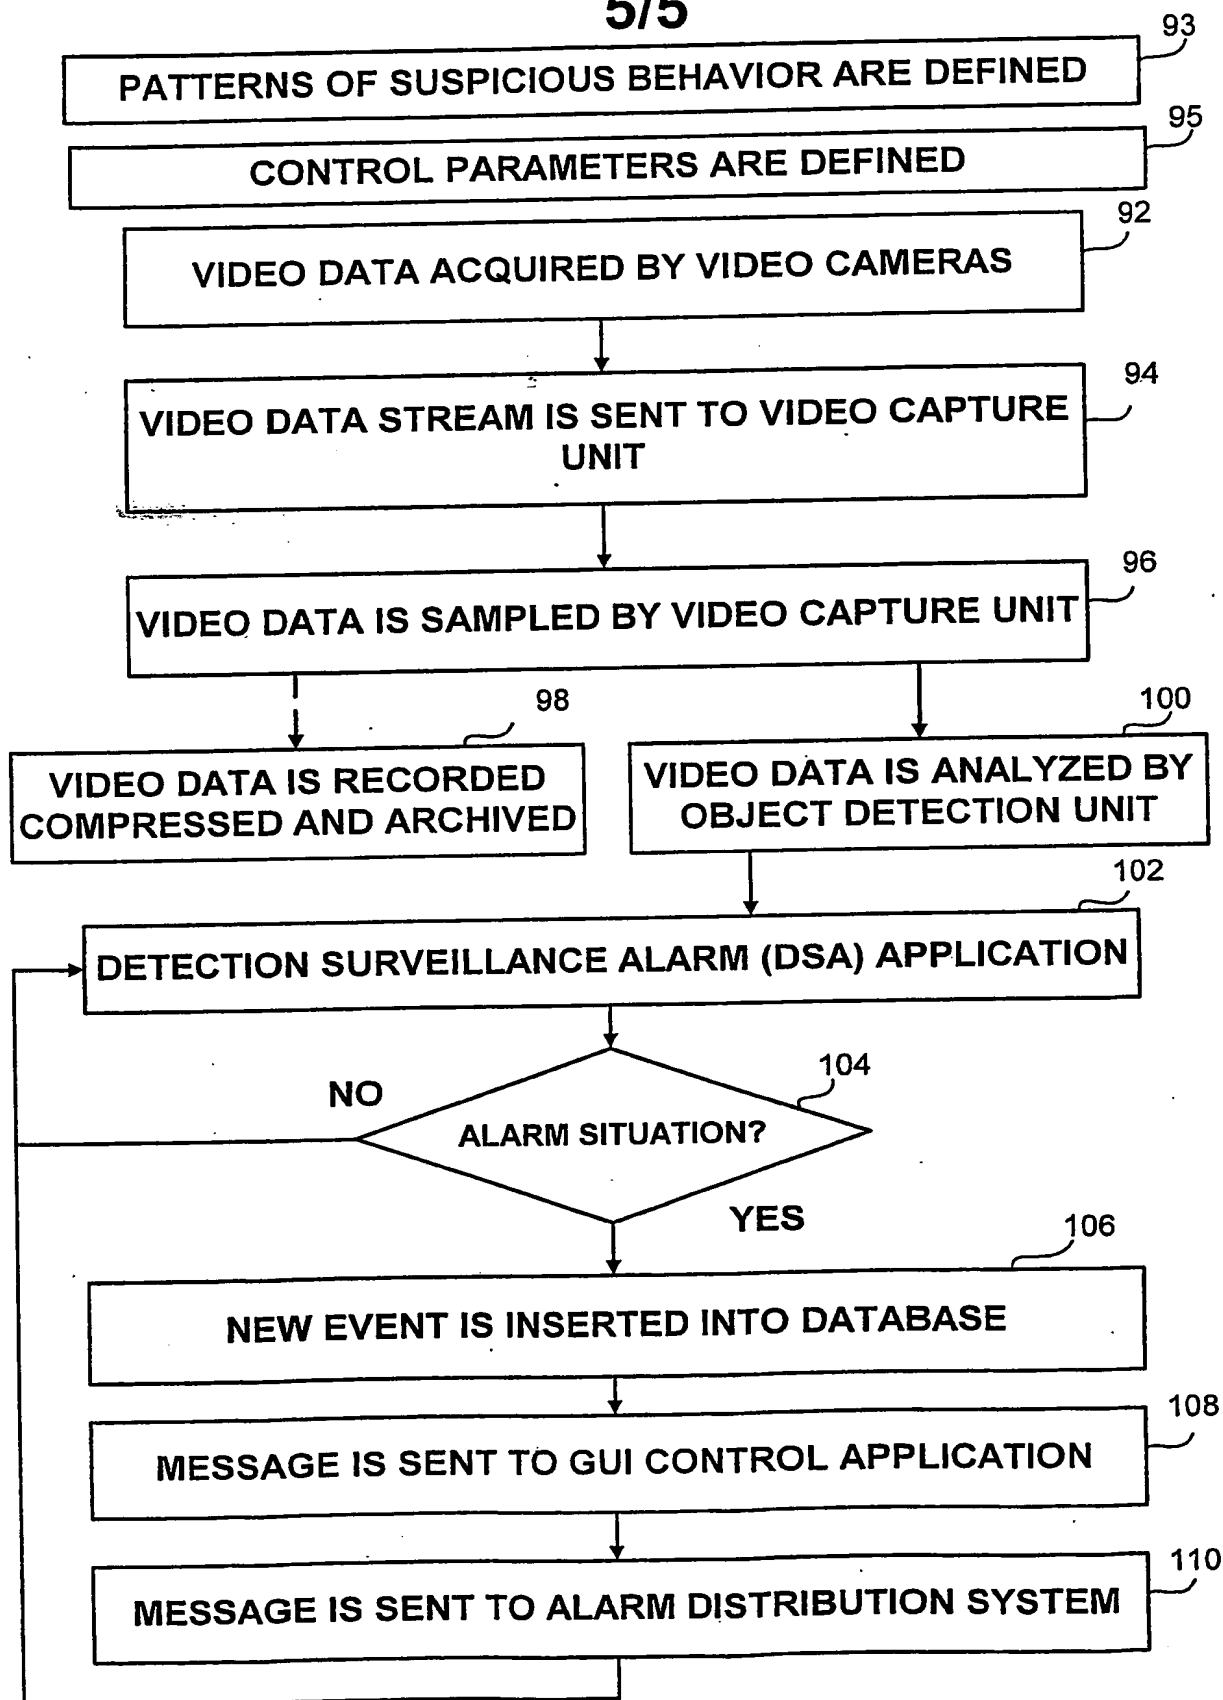 5/5
93
PATTERNS OF SUSPICIOUS BEHAVIOR ARE DEFINED
95
CONTROL PARAMETERS ARE DEFINED
92
VIDEO DATA ACQUIRED BY VIDEO CAMERAS
94
VIDEO DATA STREAM IS SENT TO VIDEO CAPTURE
UNIT
96
VIDEO DATA IS SAMPLED BY VIDEO CAPTURE UNIT
98
VIDEO DATA IS RECORDED
COMPRESSED AND ARCHIVED
100
VIDEO DATA IS ANALYZED BY
OBJECT DETECTION UNIT
102
DETECTION SURVEILLANCE ALARM (DSA) APPLICATION
104
NO
ALARM SITUATION?
YES
106
NEW EVENT IS INSERTED INTO DATABASE
108
MESSAGE IS SENT TO GUI CONTROL APPLICATION
110
MESSAGE IS SENT TO ALARM DISTRIBUTION SYSTEM